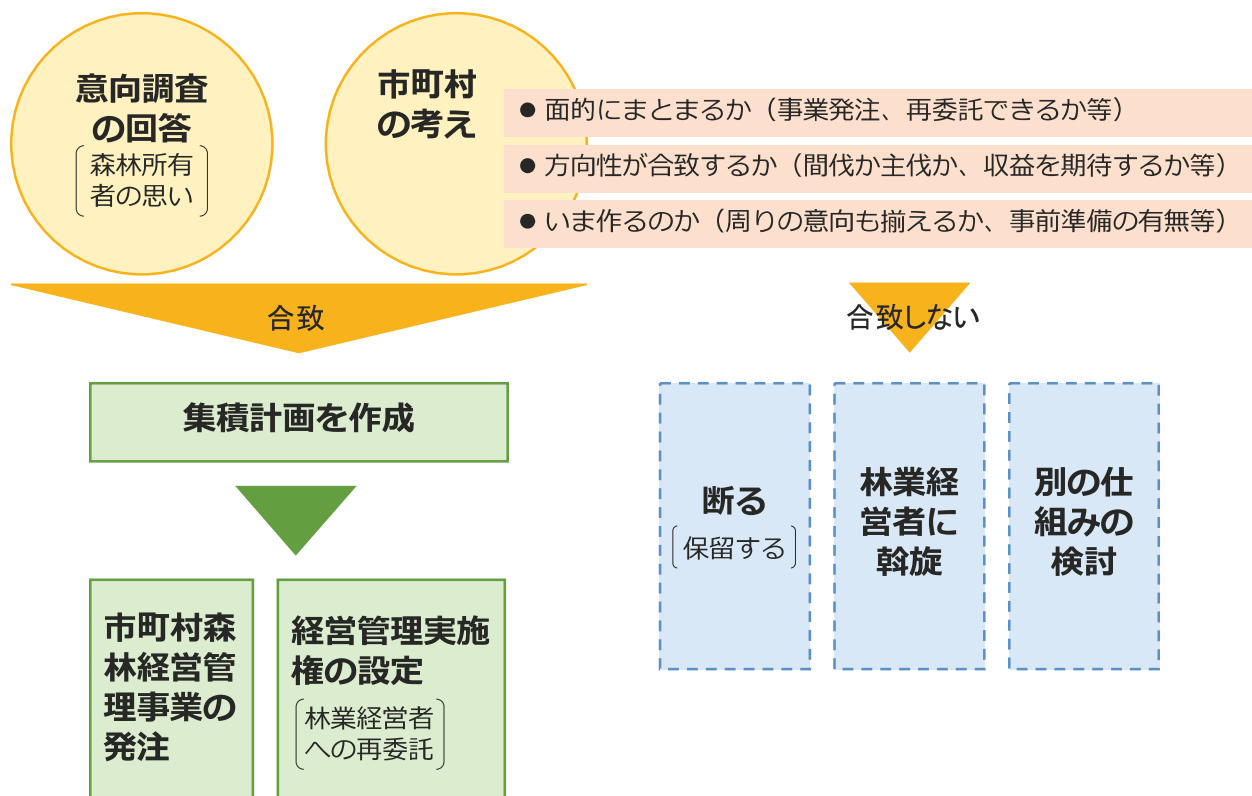 意向調査
の回答
森林所有
者の思い
市町村
の考え
● 面的にまとまるか（事業発注、再委託できるか等）
● 方向性が合致するか（間伐か主伐か、収益を期待するか等）
● いま作るのか（周りの意向も揃えるか、事前準備の有無等）
合致
合致しない
集積計画を作成
市町村森
林経営管
理事業の
発注
経営管理実施
権の設定
林業経営者
への再委託
断る
保留する
林業経
営者に
斡旋
別の仕
組みの
検討